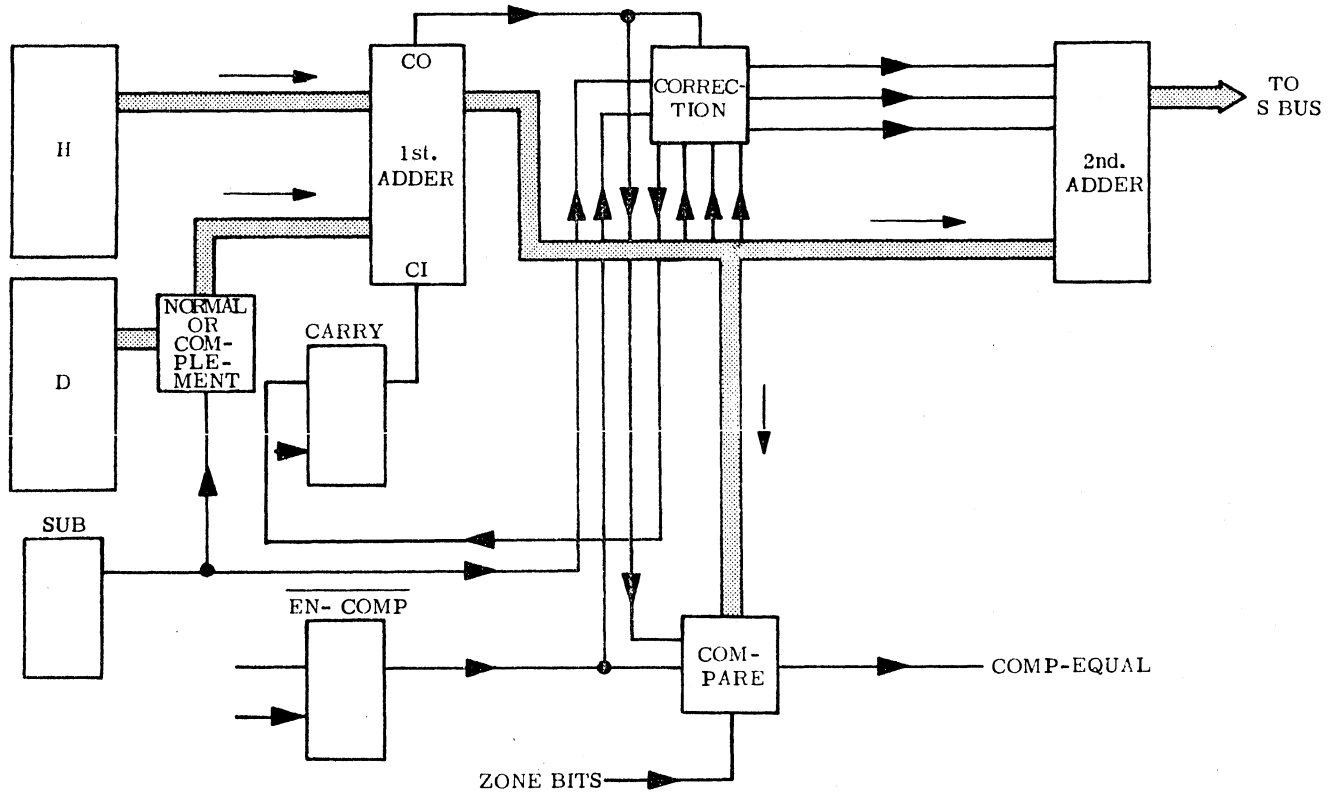 CO
H
1st.
ADDER
CI
CORREC-
TION
2nd.
ADDER
TO
S BUS
D
NORMAL
OR
COM-
PLE-
MENT
CARRY
SUB
EN- COMP
COM-
PARE
COMP-EQUAL
ZONE BITS